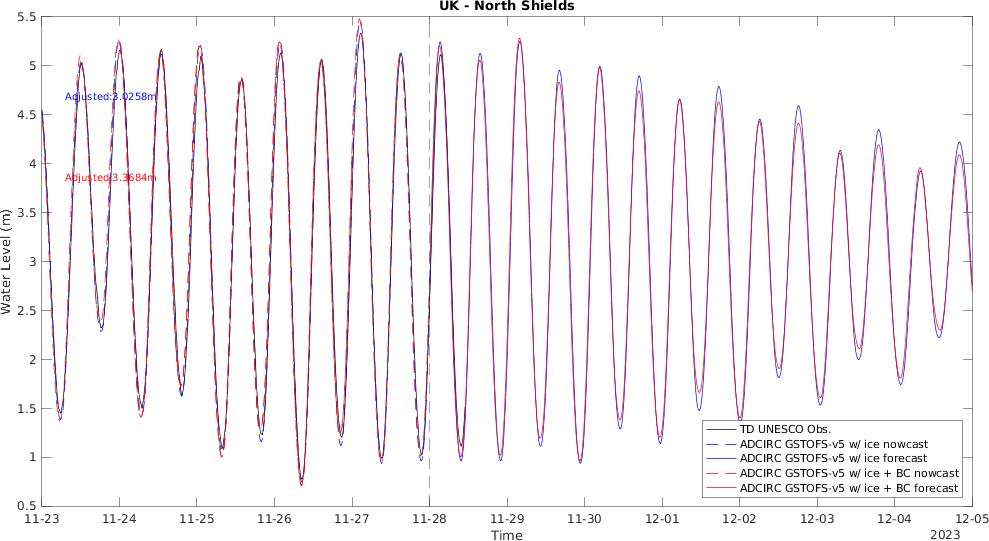 UK - North Shields
5.5
5
4.5
4
3.5
3
2.5
2
1.5
1
0.5
Water Level (m)
Adjusted:3.0258m
Adjusted:3.3684m
TD UNESCO Obs.
ADCIRC GSTOFS-v5 w/ ice nowcast
ADCIRC GSTOFS-v5 w/ ice forecast
ADCIRC GSTOFS-v5 w/ ice + BC nowcast
ADCIRC GSTOFS-v5 w/ ice + BC forecast
11-23 11-24 11-25 11-26 11-27 11-28 11-29 11-30 12-01 12-02 12-03 12-04 12-05
Time
2023